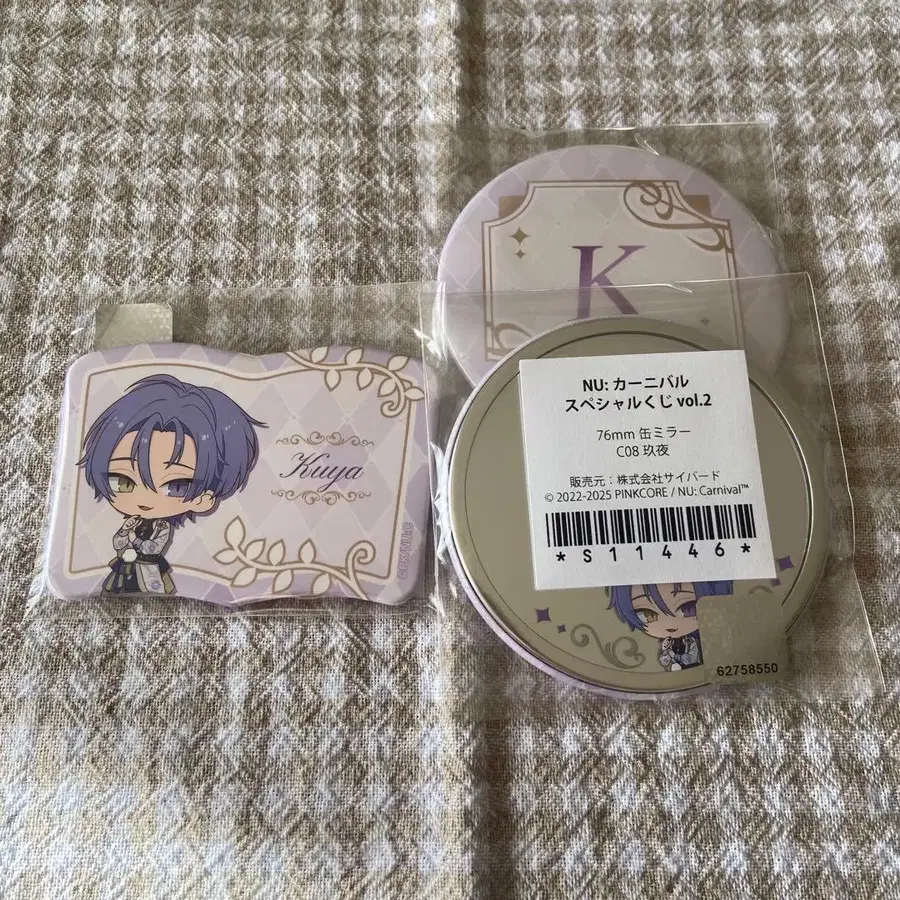 K
Kuya
NU: カーニバル
スペシャルくじ vol.2
76mm 缶ミラー
C08 玖夜
販売元：株式会社サイバード
© 2022-2025 PINKCORE / NU: Carnival™
*S11446*
62758550